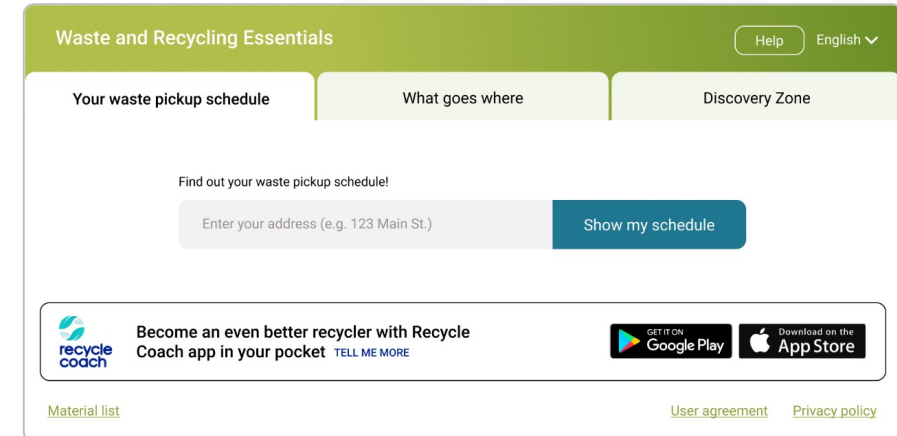 Waste and Recycling Essentials
Help
English
Your waste pickup schedule
What goes where
Discovery Zone
Find out your waste pickup schedule!
Enter your address (e.g. 123 Main St.)
Show my schedule
recycle
coach
Become an even better recycler with Recycle
Coach app in your pocket TELL ME MORE
GET IT ON
Google Play
Download on the
App Store
Material list
User agreement
Privacy policy